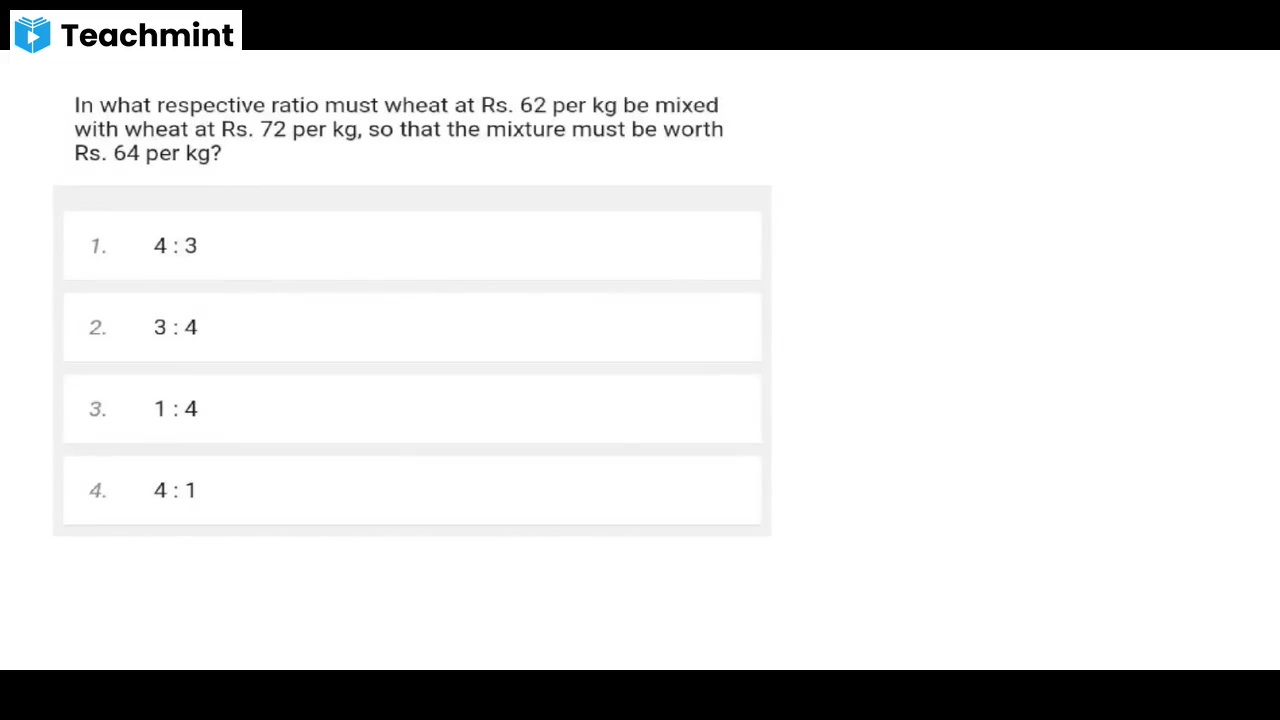 Teachmint
In what respective ratio must wheat at Rs. 62 per kg be mixed
with wheat at Rs. 72 per kg, so that the mixture must be worth
Rs. 64 per kg?
1. 4 : 3
2. 3 : 4
3. 1 : 4
4. 4 : 1